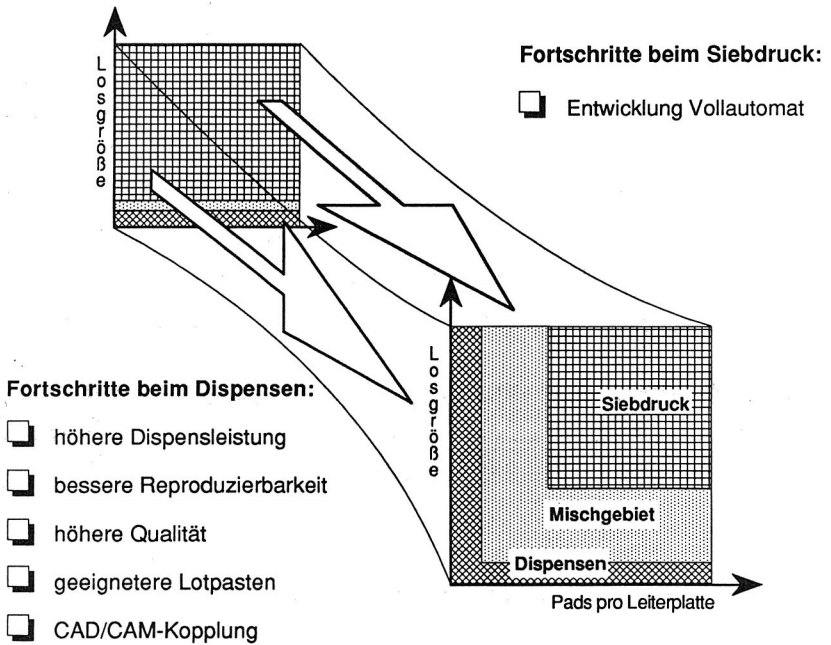 Losgröße
Fortschritte beim Siebdruck:
Entwicklung Vollautomat
Losgröße
Fortschritte beim Dispensen:
höhere Dispensleistung
bessere Reproduzierbarkeit
höhere Qualität
geeignetere Lotpasten
CAD/CAM-Kopplung
Siebdruck
Mischgebiet
Dispensen
Pads pro Leiterplatte